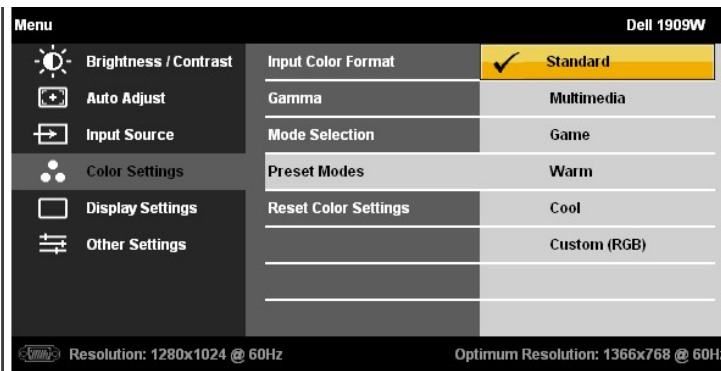 Menu Dell 1909W
Brightness / Contrast Input Color Format Standard
Auto Adjust Gamma Multimedia
Input Source Mode Selection Game
Color Settings Preset Modes Warm
Display Settings Reset Color Settings Cool
Other Settings Custom (RGB)
Resolution: 1280x1024 @ 60Hz Optimum Resolution: 1366x768 @ 60Hz